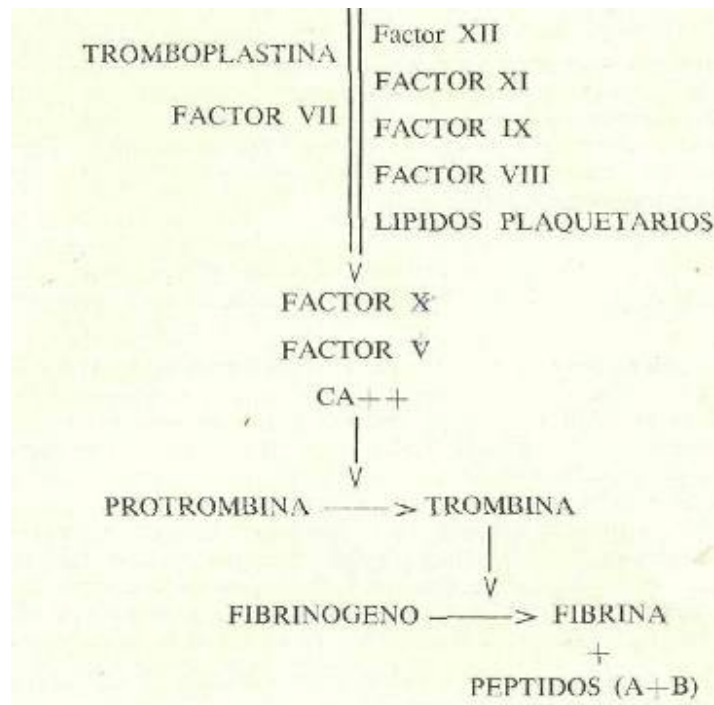 Factor XII
TROMBOPLASTINA
FACTOR XI
FACTOR VII
FACTOR IX
FACTOR VIII
LIPIDOS PLAQUETARIOS
FACTOR X
FACTOR V
CA++
PROTROMBINA —> TROMBINA
FIBRINOGENO —> FIBRINA
+
PEPTIDOS (A+B)